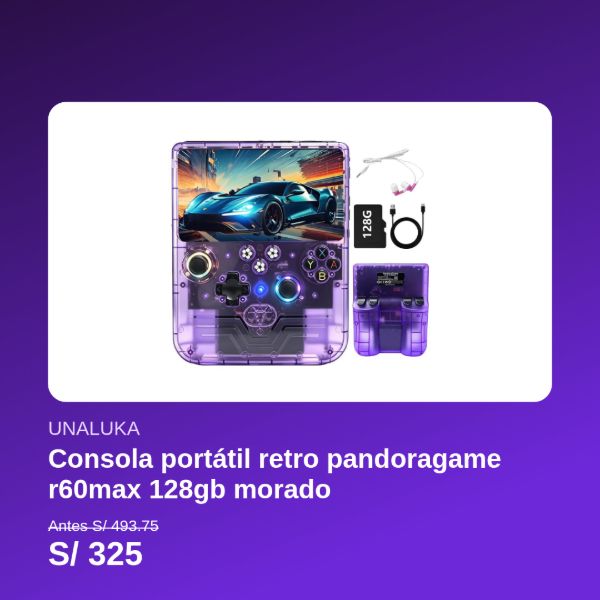 128G
X
Y
A
B
UNALUKA
Consola portátil retro pandoragame
r60max 128gb morado
Antes S/ 493.75
S/ 325